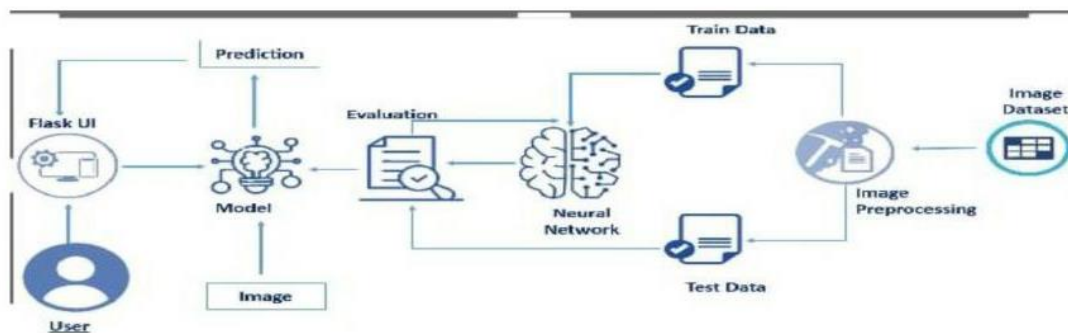 Train Data
Prediction
Image
Dataset
Flask UI
Evaluation
Model
Neural
Network
Image
Preprocessing
Image
Test Data
User